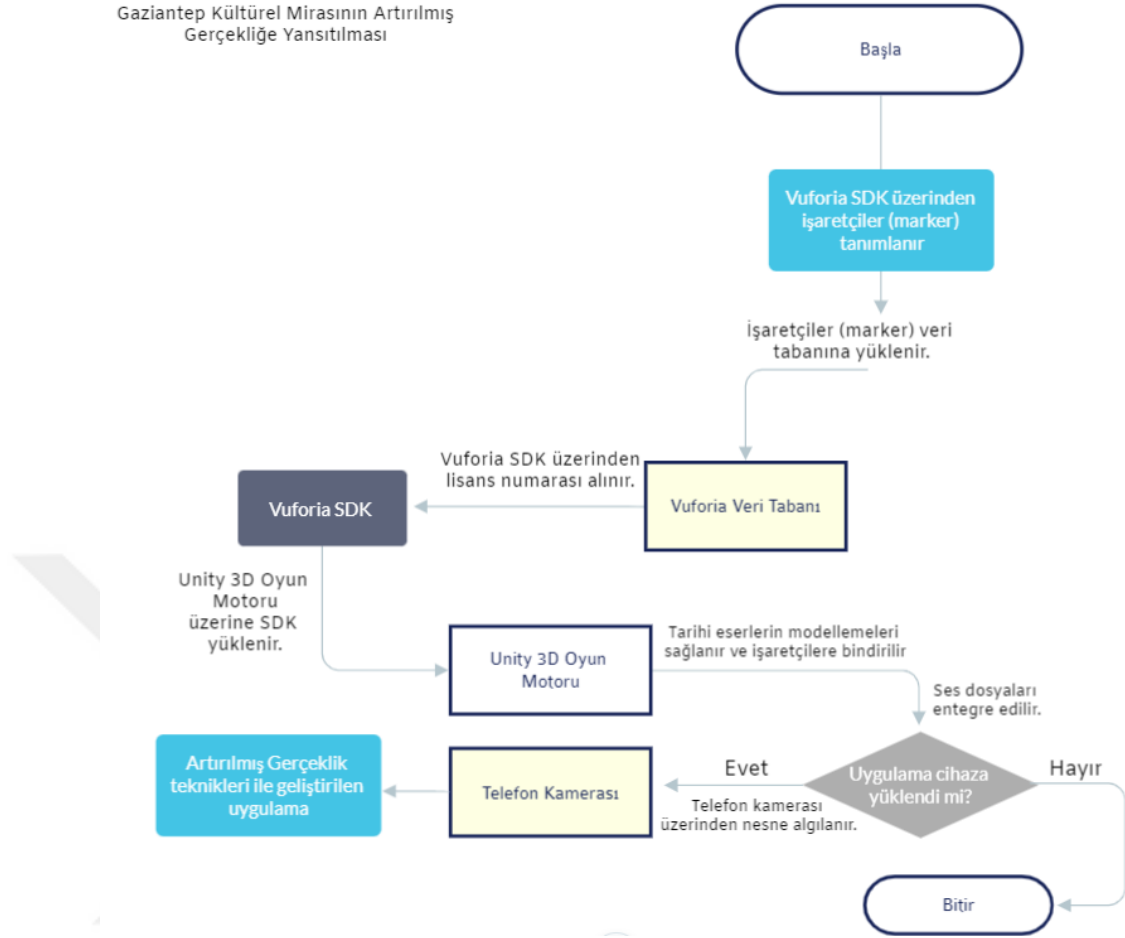 Gaziantep Kültürel Mirasının Artırılmış
Gerçekliğe Yansıtılması
Başla
Vuforia SDK üzerinden
işaretçiler (marker)
tanımlanır
İşaretçiler (marker) veri
tabanına yüklenir.
Vuforia SDK üzerinden
lisans numarası alınır.
Vuforia Veri Tabanı
Vuforia SDK
Unity 3D Oyun
Motoru
üzerine SDK
yüklenir.
Unity 3D Oyun
Motoru
Tarihi eserlerin modellemeleri
sağlanır ve işaretçilere bindirilir
Ses dosyaları
entegre edilir.
Uygulama cihaza
yüklendi mi?
Evet
Hayır
Telefon kamerası
üzerinden nesne algılanır.
Telefon Kamerası
Artırılmış Gerçeklik
teknikleri ile geliştirilen
uygulama
Bitir